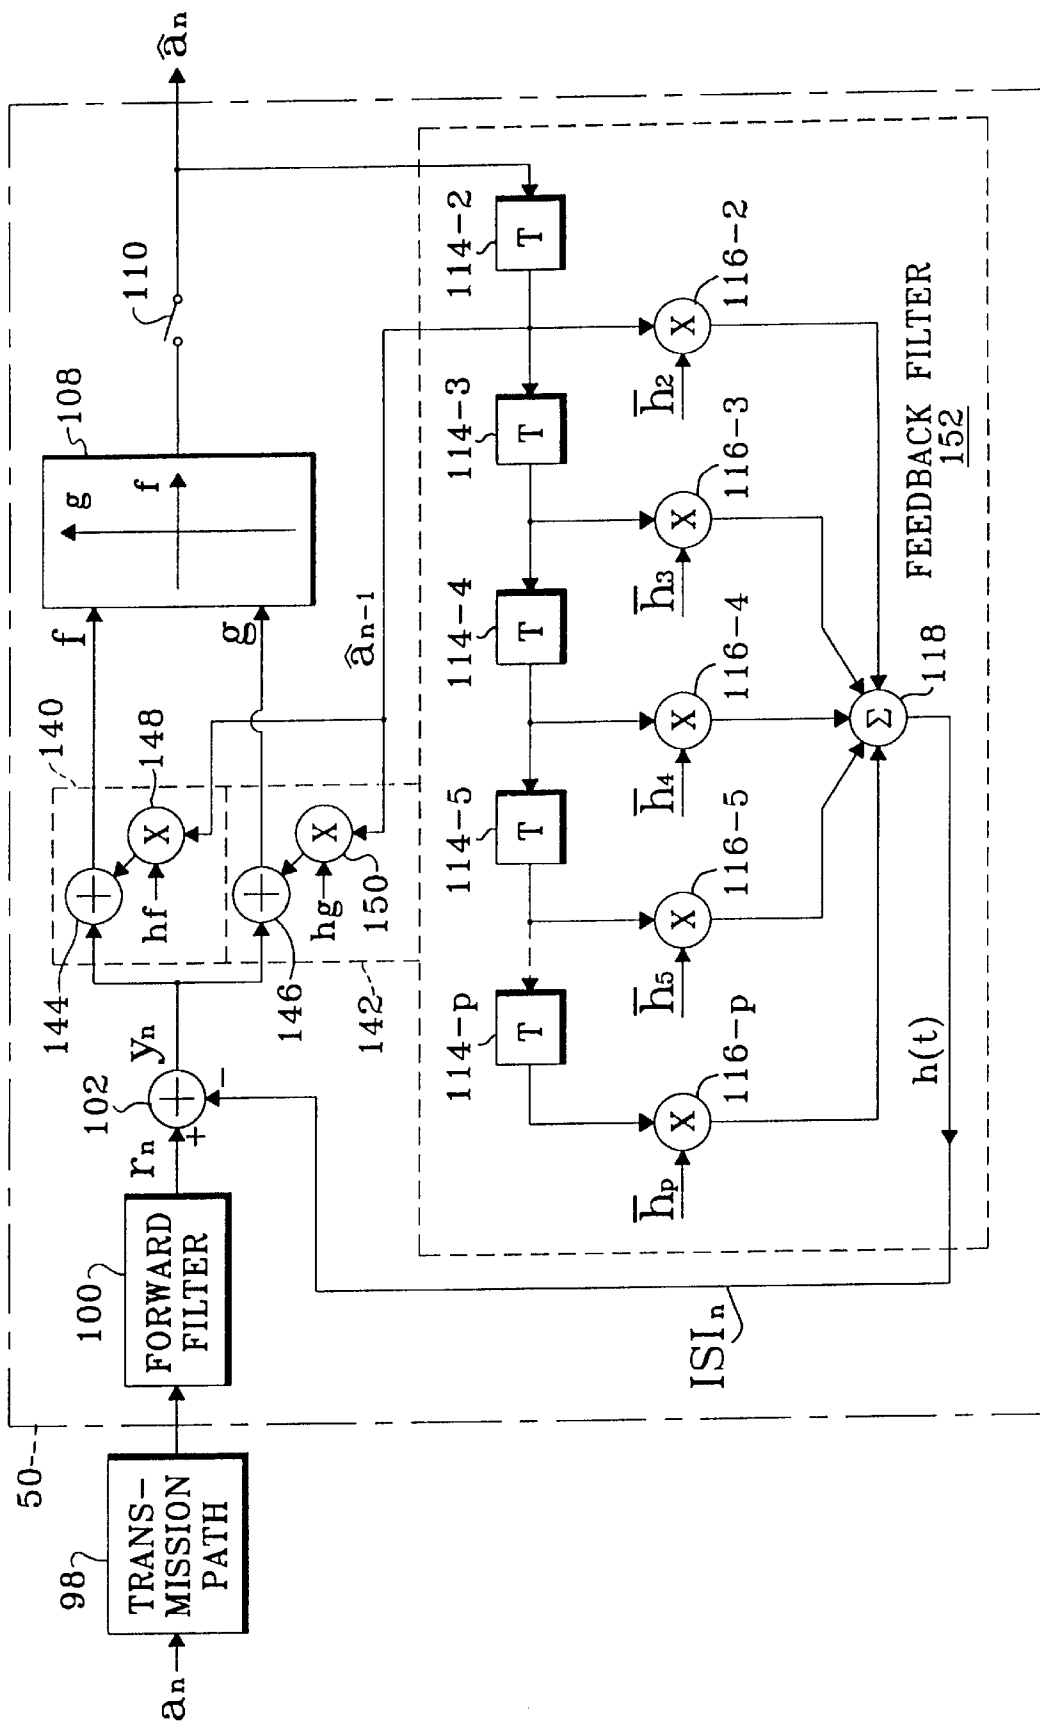 50
98
TRANS-
MISSION
PATH
aₙ
100
FORWARD
FILTER
rₙ
102
+
−
yₙ
144
140
hf
X
148
146
142
hg
X
150
f
g
108
g
f
110
âₙ
âₙ₋₁
114-2
T
114-3
T
114-4
T
114-5
T
114-p
T
h̅₂
X
116-2
h̅₃
X
116-3
h̅₄
X
116-4
h̅₅
X
116-5
h̅ₚ
X
116-p
Σ
118
FEEDBACK FILTER
152
h(t)
ISIₙ